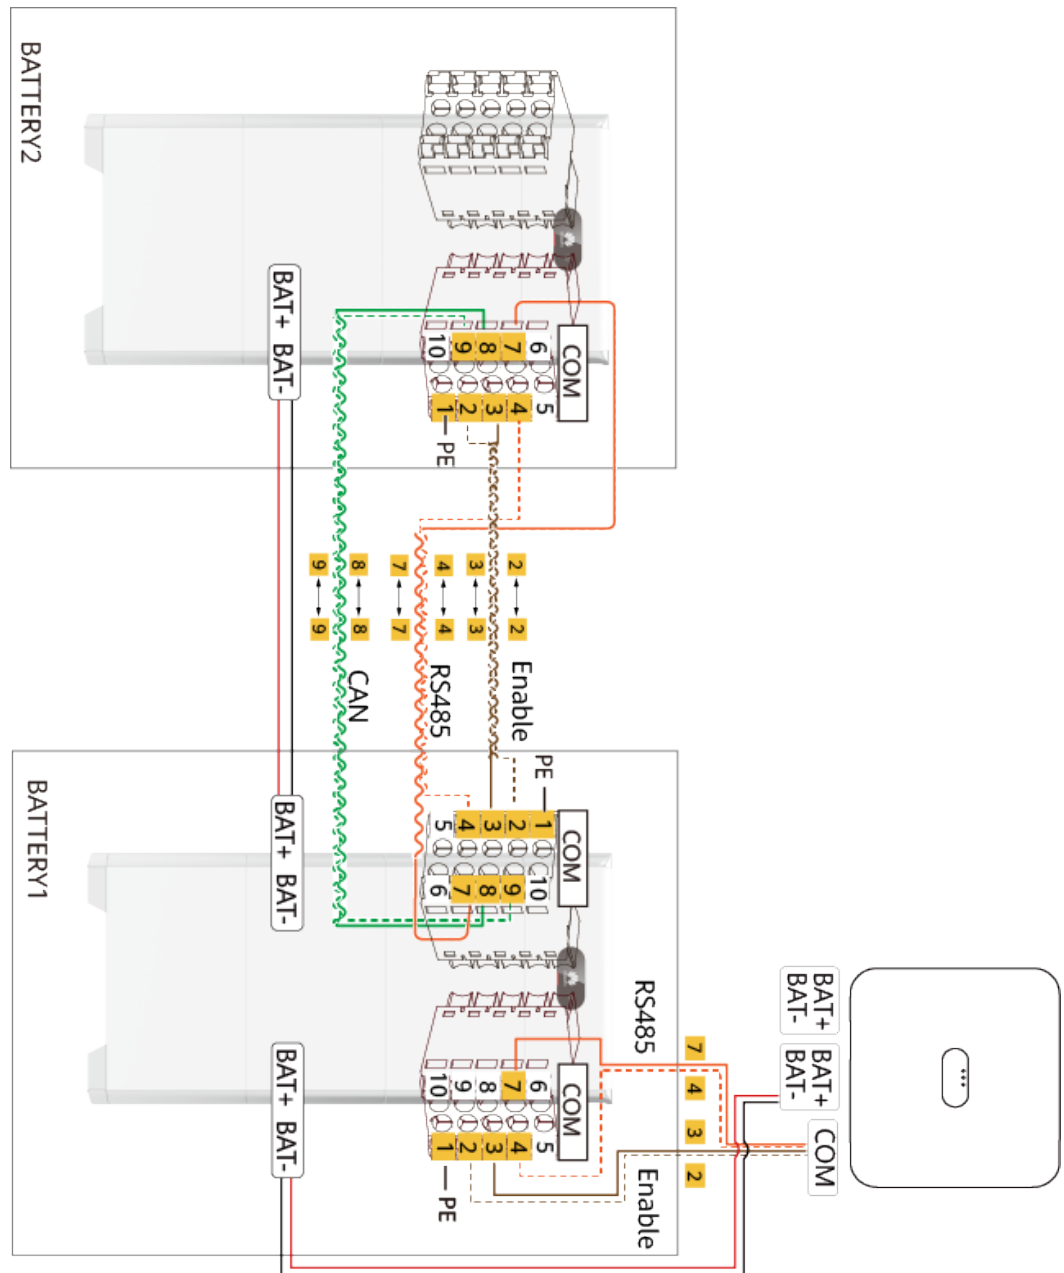 BATTERY2
BAT+ BAT-
10 9 8 7 6
COM
1 2 3 4 5
PE
9 8 7 4 3 2
9 8 7 4 3 2
CAN
RS485
Enable
BATTERY1
BAT+ BAT-
PE
5 4 3 2 1
COM
6 7 8 9 10
BAT+ BAT-
10 9 8 7 6
COM
1 2 3 4 5
PE
RS485
7
4
3
2
Enable
BAT+
BAT-
BAT+
BAT-
COM